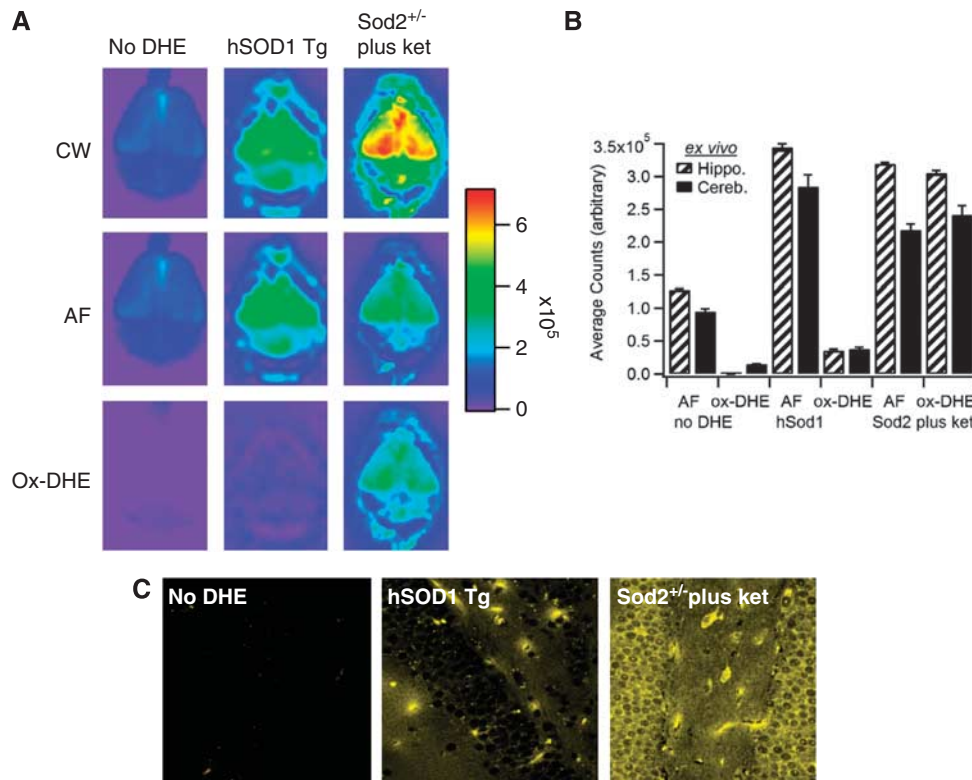 A
No DHE
hSOD1 Tg
Sod2+/-
plus ket
CW
AF
Ox-DHE
6
4
2
0
x10^5
B
ex vivo
Hippo.
Cereb.
Average Counts (arbitrary)
3.5x10^5
3.0
2.5
2.0
1.5
1.0
0.5
0.0
AF ox-DHE AF ox-DHE AF ox-DHE
no DHE hSod1 Sod2 plus ket
C
No DHE
hSOD1 Tg
Sod2+/- plus ket